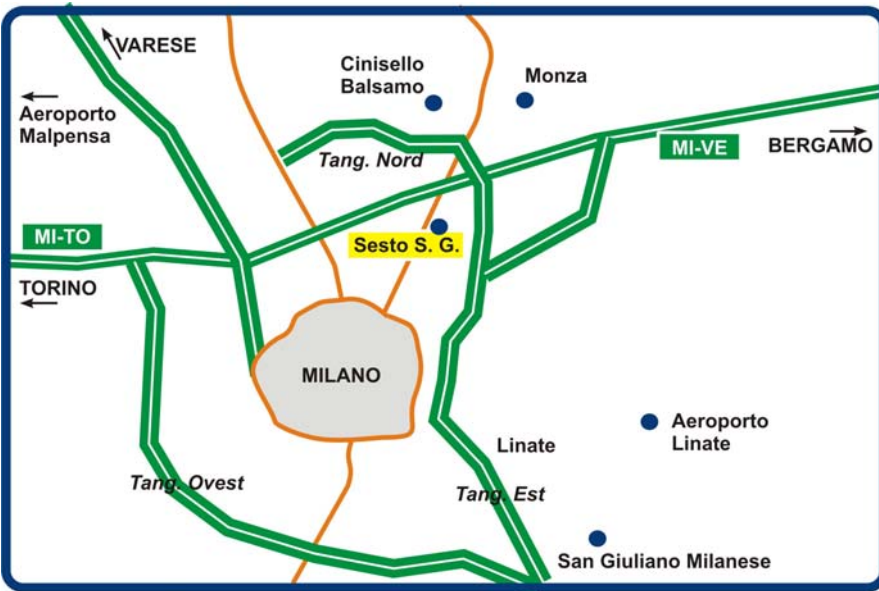 VARESE
Cinisello
Balsamo
Monza
Aeroporto
Malpensa
Tang. Nord
MI-VE
BERGAMO
MI-TO
Sesto S. G.
TORINO
MILANO
Aeroporto
Linate
Linate
Tang. Ovest
Tang. Est
San Giuliano Milanese